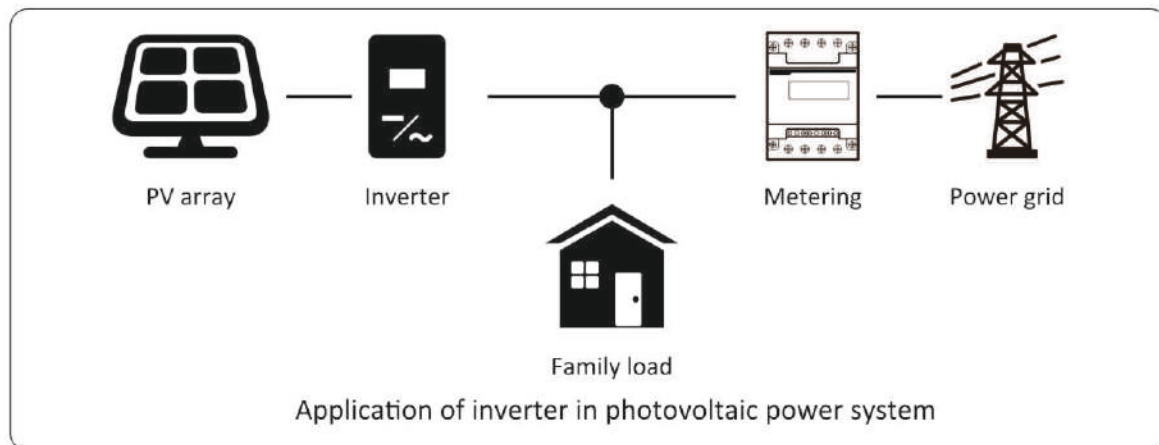 PV array
Inverter
Metering
Power grid
Family load
Application of inverter in photovoltaic power system